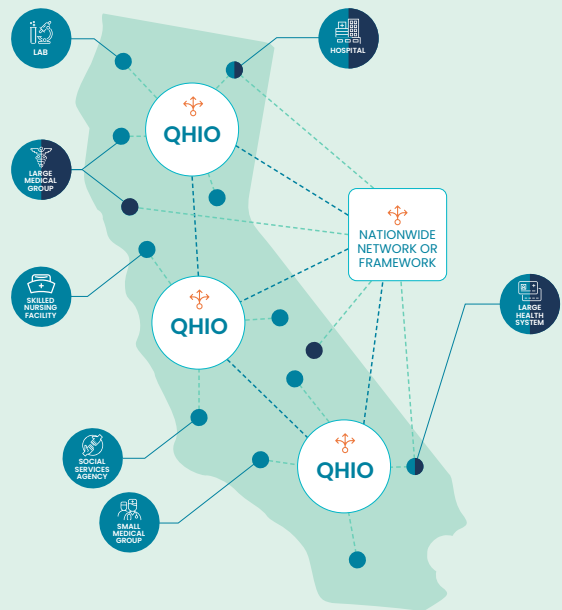 LAB
HOSPITAL
QHIO
LARGE
MEDICAL
GROUP
NATIONWIDE
NETWORK OR
FRAMEWORK
SKILLED
NURSING
FACILITY
QHIO
LARGE
HEALTH
SYSTEM
SOCIAL
SERVICES
AGENCY
QHIO
SMALL
MEDICAL
GROUP